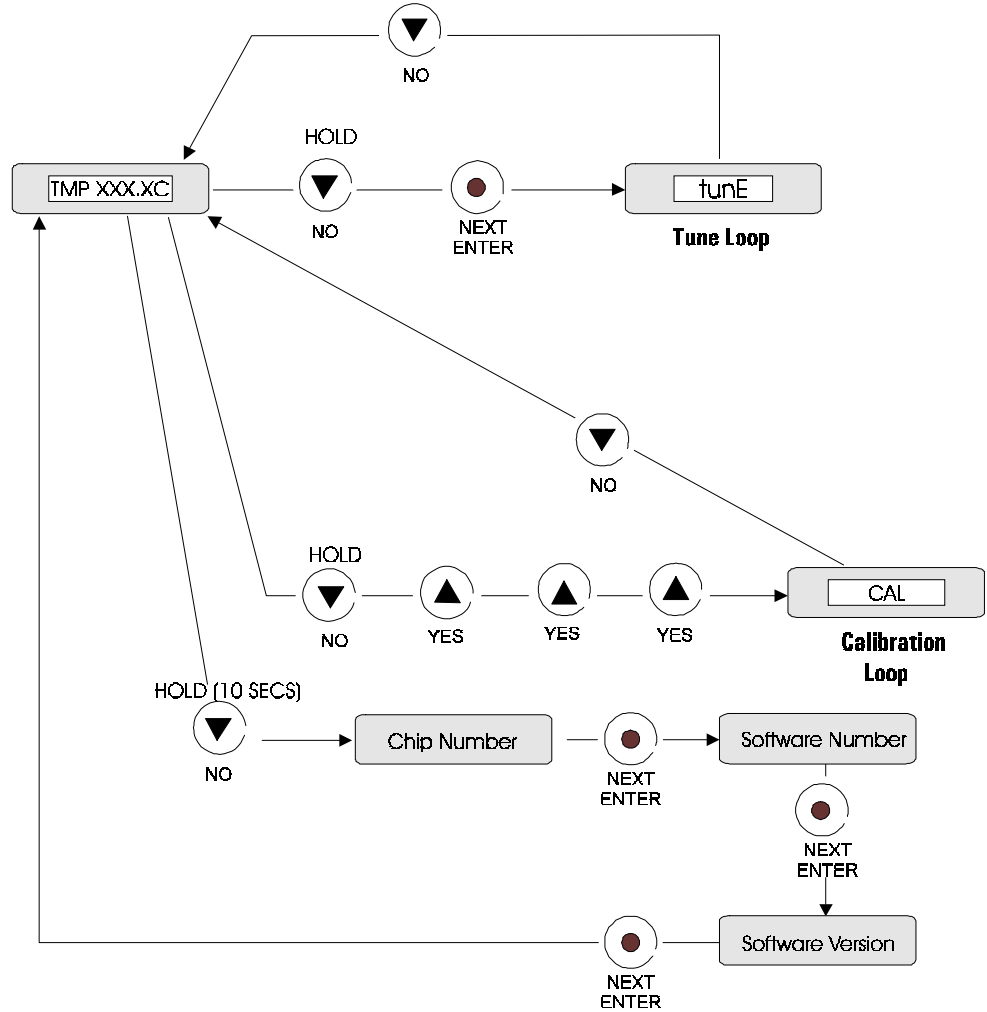 NO
HOLD
TMP XXX.XC
tunE
NO
NEXT
ENTER
Tune Loop
NO
HOLD
CAL
NO
YES
YES
YES
Calibration
Loop
HOLD (10 SECS)
Chip Number
Software Number
NO
NEXT
ENTER
NEXT
ENTER
Software Version
NEXT
ENTER